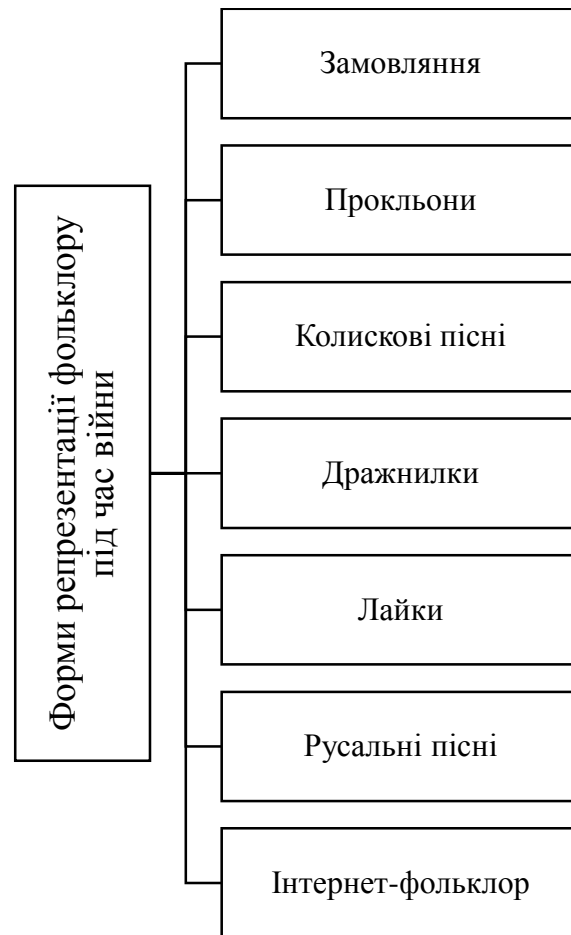 Форми репрезентації фольклору
під час війни
Замовляння
Прокльони
Колискові пісні
Дражнилки
Лайки
Русальні пісні
Інтернет-фольклор